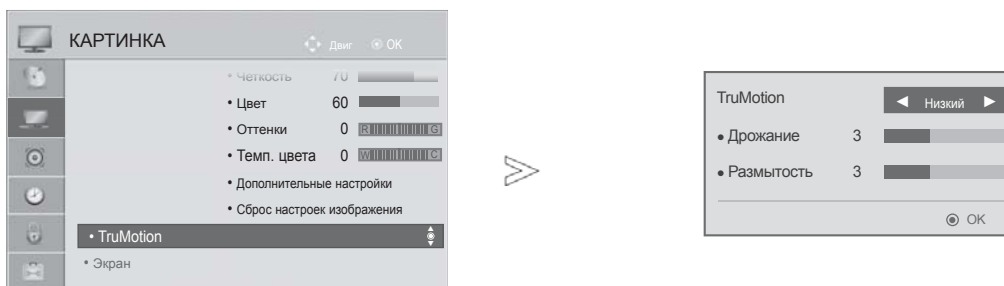 КАРТИНКА
Двиг OK
• Четкость 70
• Цвет 60
• Оттенки 0 R G
• Темп. цвета 0 W C
• Дополнительные настройки
• Сброс настроек изображения
• TruMotion
• Экран
TruMotion ◄ Низкий ►
• Дрожание 3
• Размытость 3
OK